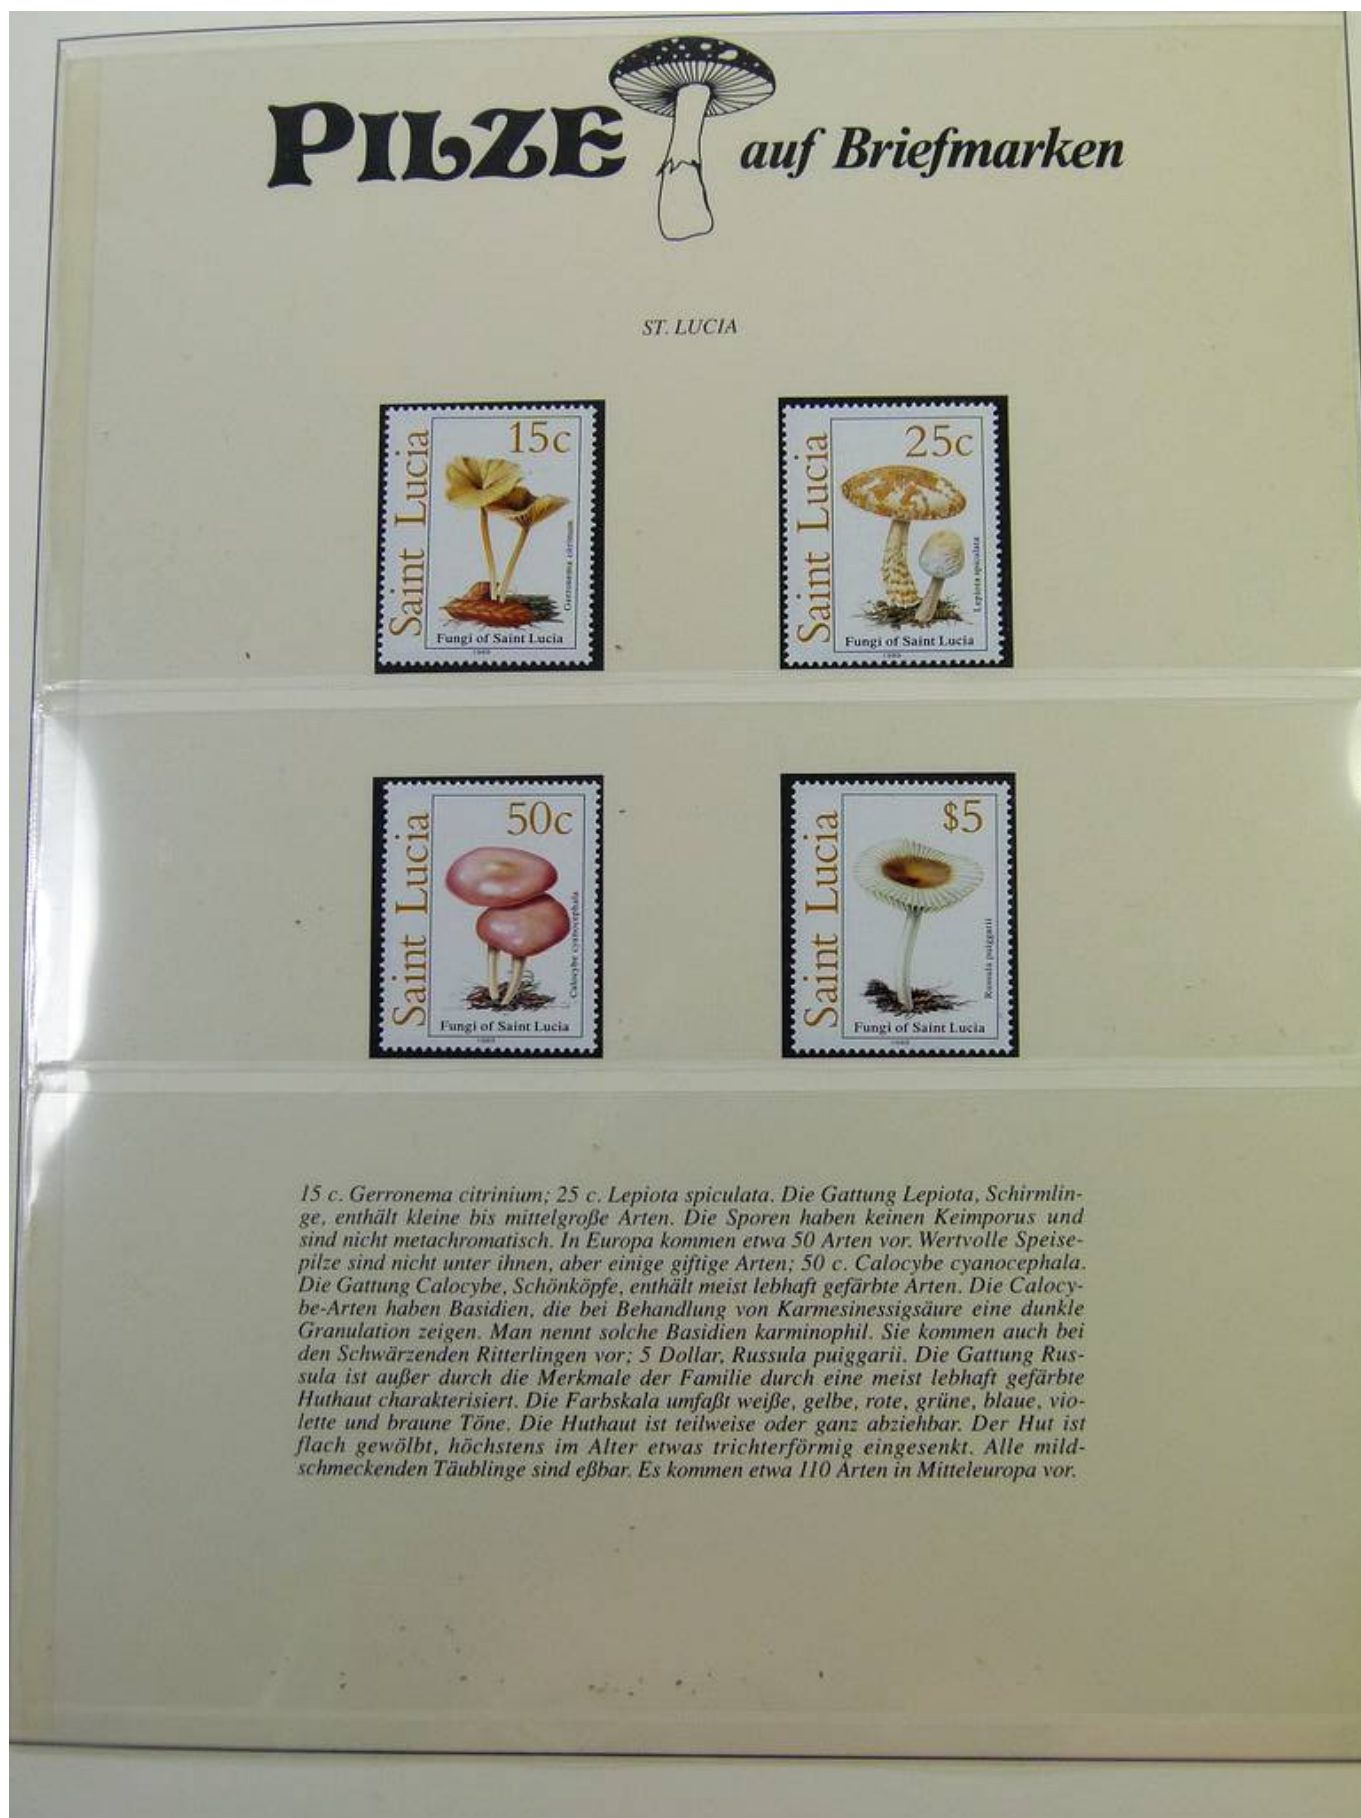 PILZE auf Briefmarken
ST. LUCIA
Saint Lucia
15c
Gerronema citrinum
Fungi of Saint Lucia
1989
Saint Lucia
25c
Lepiota spiculata
Fungi of Saint Lucia
1989
Saint Lucia
50c
Calocybe cyanocephala
Fungi of Saint Lucia
1989
Saint Lucia
$5
Russula puiggarii
Fungi of Saint Lucia
1989
15 c. Gerronema citrinium; 25 c. Lepiota spiculata. Die Gattung Lepiota, Schirmlin-
ge, enthält kleine bis mittelgroße Arten. Die Sporen haben keinen Keimporus und
sind nicht metachromatisch. In Europa kommen etwa 50 Arten vor. Wertvolle Speise-
pilze sind nicht unter ihnen, aber einige giftige Arten; 50 c. Calocybe cyanocephala.
Die Gattung Calocybe, Schönköpfe, enthält meist lebhaft gefärbte Arten. Die Calocy-
be-Arten haben Basidien, die bei Behandlung von Karmesinessigsäure eine dunkle
Granulation zeigen. Man nennt solche Basidien karminophil. Sie kommen auch bei
den Schwärzenden Ritterlingen vor; 5 Dollar, Russula puiggarii. Die Gattung Rus-
sula ist außer durch die Merkmale der Familie durch eine meist lebhaft gefärbte
Huthaut charakterisiert. Die Farbskala umfaßt weiße, gelbe, rote, grüne, blaue, vio-
lette und braune Töne. Die Huthaut ist teilweise oder ganz abziehbar. Der Hut ist
flach gewölbt, höchstens im Alter etwas trichterförmig eingesenkt. Alle mild-
schmeckenden Täublinge sind eßbar. Es kommen etwa 110 Arten in Mitteleuropa vor.